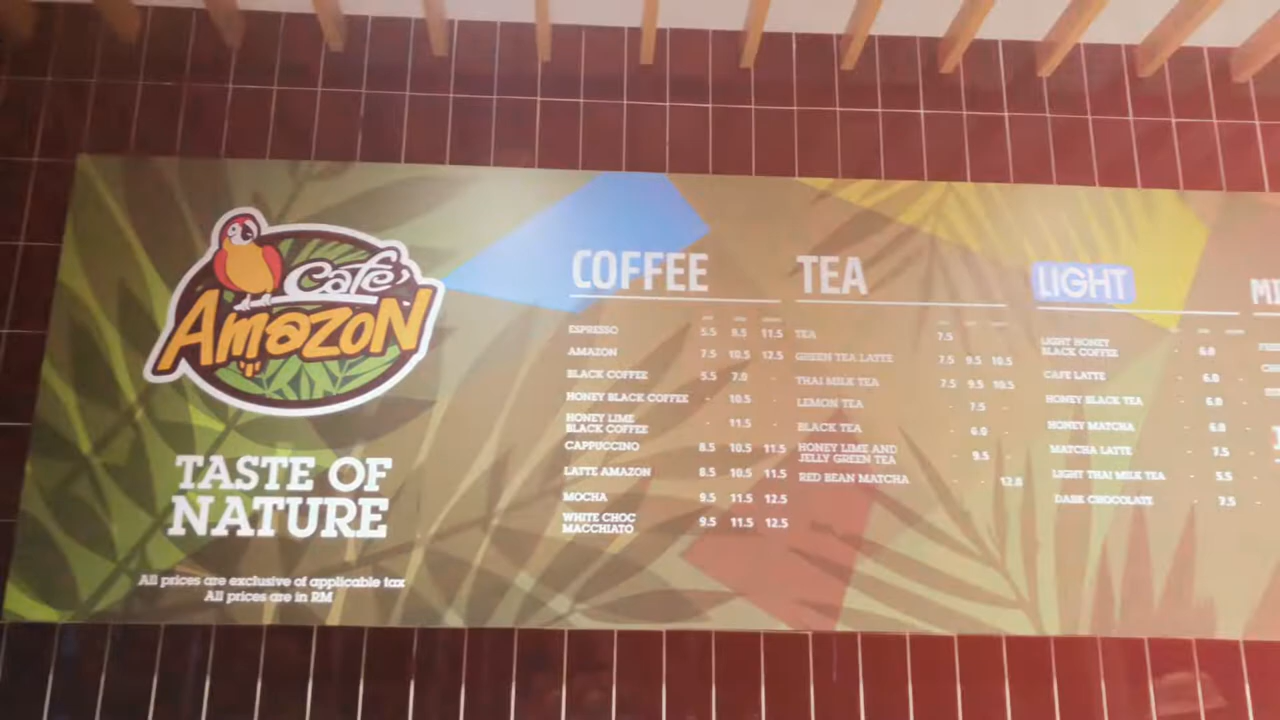 Café
Amazon
TASTE OF
NATURE
All prices are exclusive of applicable tax
All prices are in RM
COFFEE
ESPRESSO 5.5 8.5 11.5
AMAZON 7.5 10.5 12.5
BLACK COFFEE 5.5 7.0 -
HONEY BLACK COFFEE - 10.5 -
HONEY LIME
BLACK COFFEE - 11.5 -
CAPPUCCINO 8.5 10.5 11.5
LATTE AMAZON 8.5 10.5 11.5
MOCHA 9.5 11.5 12.5
WHITE CHOC
MACCHIATO 9.5 11.5 12.5
TEA
TEA 7.5 - -
GREEN TEA LATTE 7.5 9.5 10.5
THAI MILK TEA 7.5 9.5 10.5
LEMON TEA - 7.5 -
BLACK TEA - 6.0 -
HONEY LIME AND
JELLY GREEN TEA - 9.5 -
RED BEAN MATCHA - - 12.0
LIGHT
LIGHT HONEY
BLACK COFFEE - 6.0
CAFE LATTE - 6.0
HONEY BLACK TEA - 6.0
HONEY MATCHA - 6.0
MATCHA LATTE - 7.5
LIGHT THAI MILK TEA - 5.5
DARK CHOCOLATE - 7.5